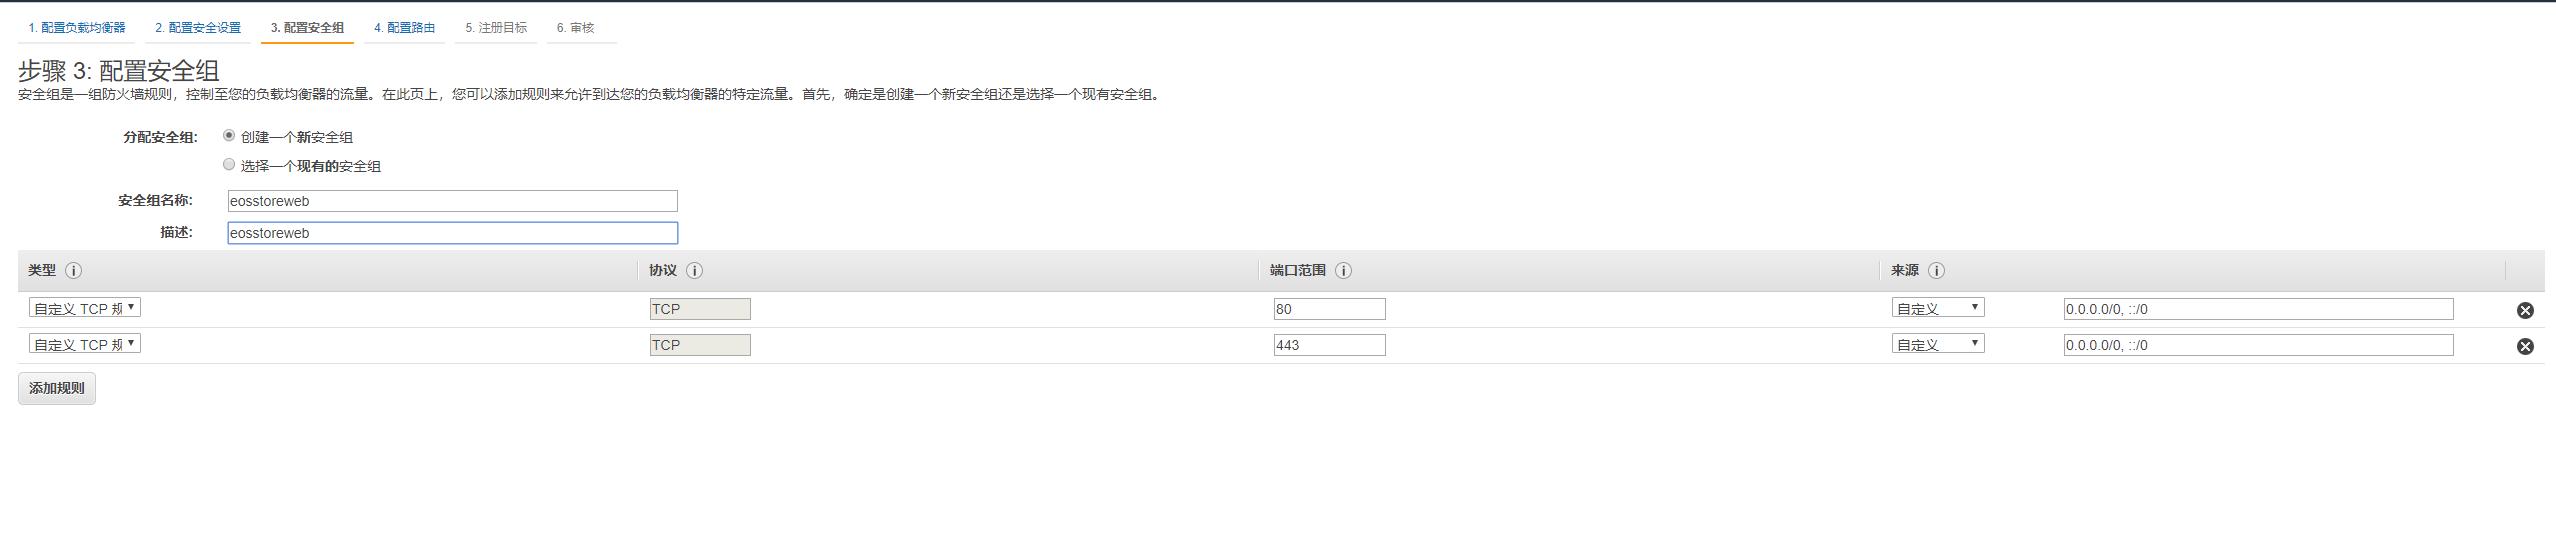 1. 配置负载均衡器 2. 配置安全设置 3. 配置安全组 4. 配置路由 5. 注册目标 6. 审核
步骤 3: 配置安全组
安全组是一组防火墙规则，控制至您的负载均衡器的流量。在此页上，您可以添加规则来允许到达您的负载均衡器的特定流量。首先，确定是创建一个新安全组还是选择一个现有安全组。
分配安全组: 创建一个新安全组
选择一个现有的安全组
安全组名称: eosstoreweb
描述: eosstoreweb
类型 协议 端口范围 来源
自定义 TCP 规 TCP 80 自定义 0.0.0.0/0, ::/0
自定义 TCP 规 TCP 443 自定义 0.0.0.0/0, ::/0
添加规则